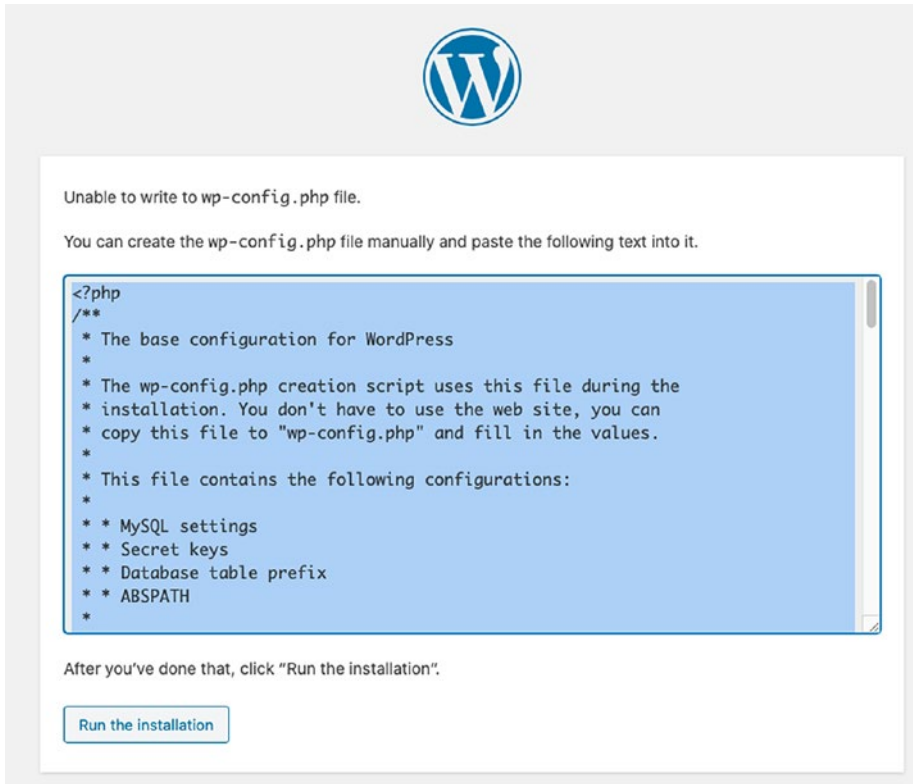 Unable to write to wp-config.php file.
You can create the wp-config.php file manually and paste the following text into it.
<?php
/**
 * The base configuration for WordPress
 *
 * The wp-config.php creation script uses this file during the
 * installation. You don't have to use the web site, you can
 * copy this file to "wp-config.php" and fill in the values.
 *
 * This file contains the following configurations:
 *
 * * MySQL settings
 * * Secret keys
 * * Database table prefix
 * * ABSPATH
 *
After you’ve done that, click “Run the installation”.
Run the installation